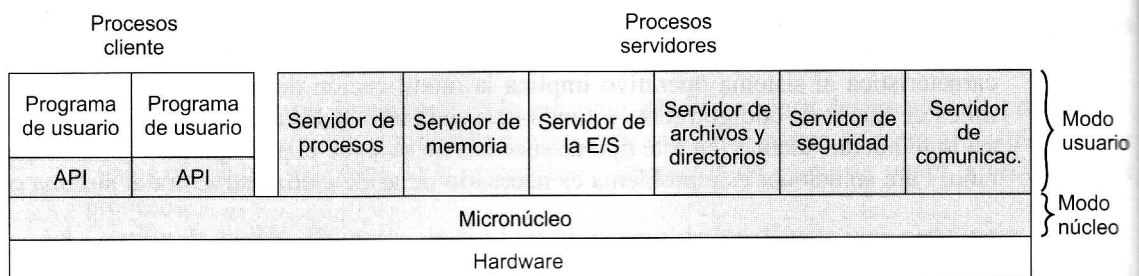 Procesos
cliente
Procesos
servidores
Programa
de usuario
Programa
de usuario
API
API
Servidor de
procesos
Servidor de
memoria
Servidor de
la E/S
Servidor de
archivos y
directorios
Servidor de
seguridad
Servidor
de
comunicac.
Modo
usuario
Micronúcleo
Modo
núcleo
Hardware